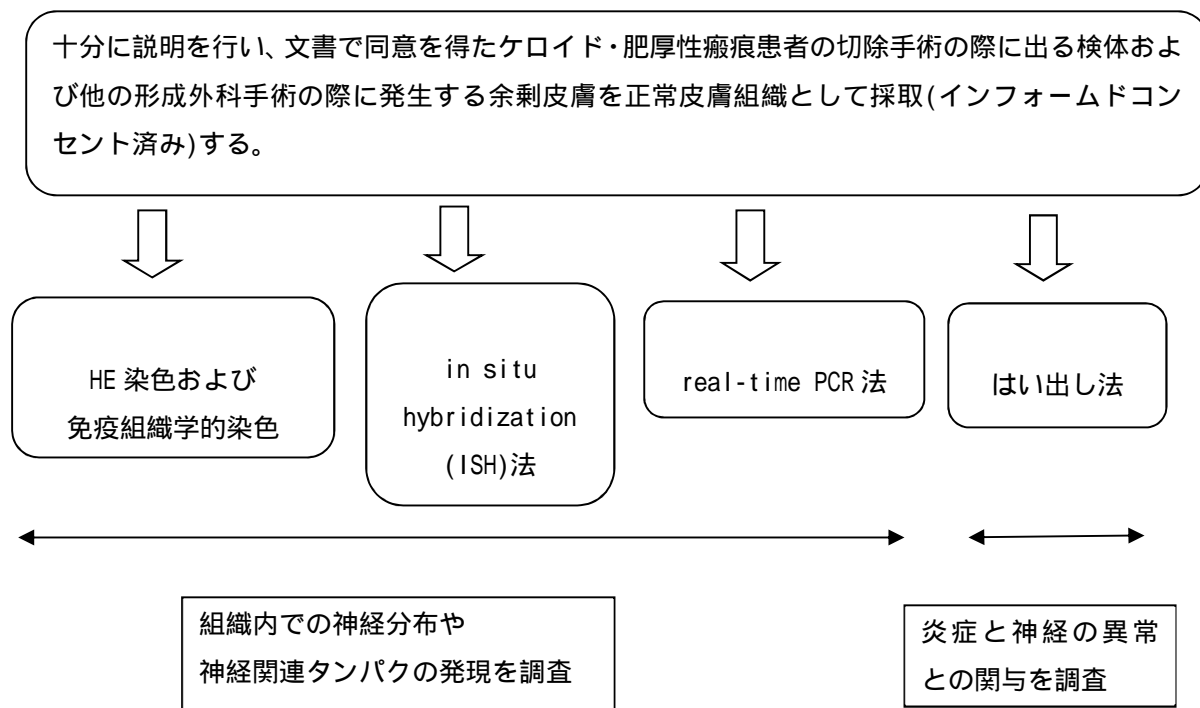 十分に説明を行い、文書で同意を得たケロイド・肥厚性瘢痕患者の切除手術の際に出る検体およ
び他の形成外科手術の際に発生する余剰皮膚を正常皮膚組織として採取(インフォームドコン
セント済み)する。
HE 染色および
免疫組織学的染色
in situ
hybridization
(ISH)法
real-time PCR 法
はい出し法
組織内での神経分布や
神経関連タンパクの発現を調査
炎症と神経の異常
との関与を調査